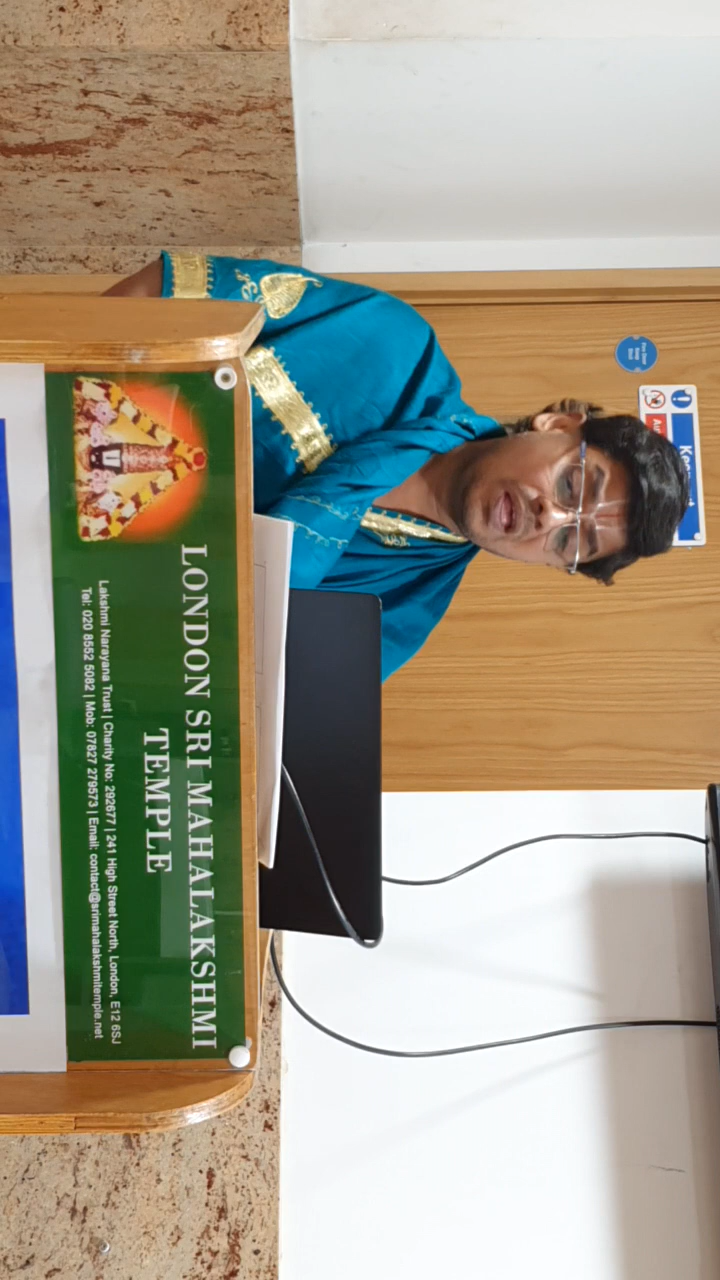 LONDON SRI MAHALAKSHMI
TEMPLE
Lakshmi Narayana Trust | Charity No: 292677 | 241 High Street North, London, E12 6SJ
Tel: 020 8552 5082 | Mob: 07827 279573 | Email: contact@srimahalakshmitemple.net